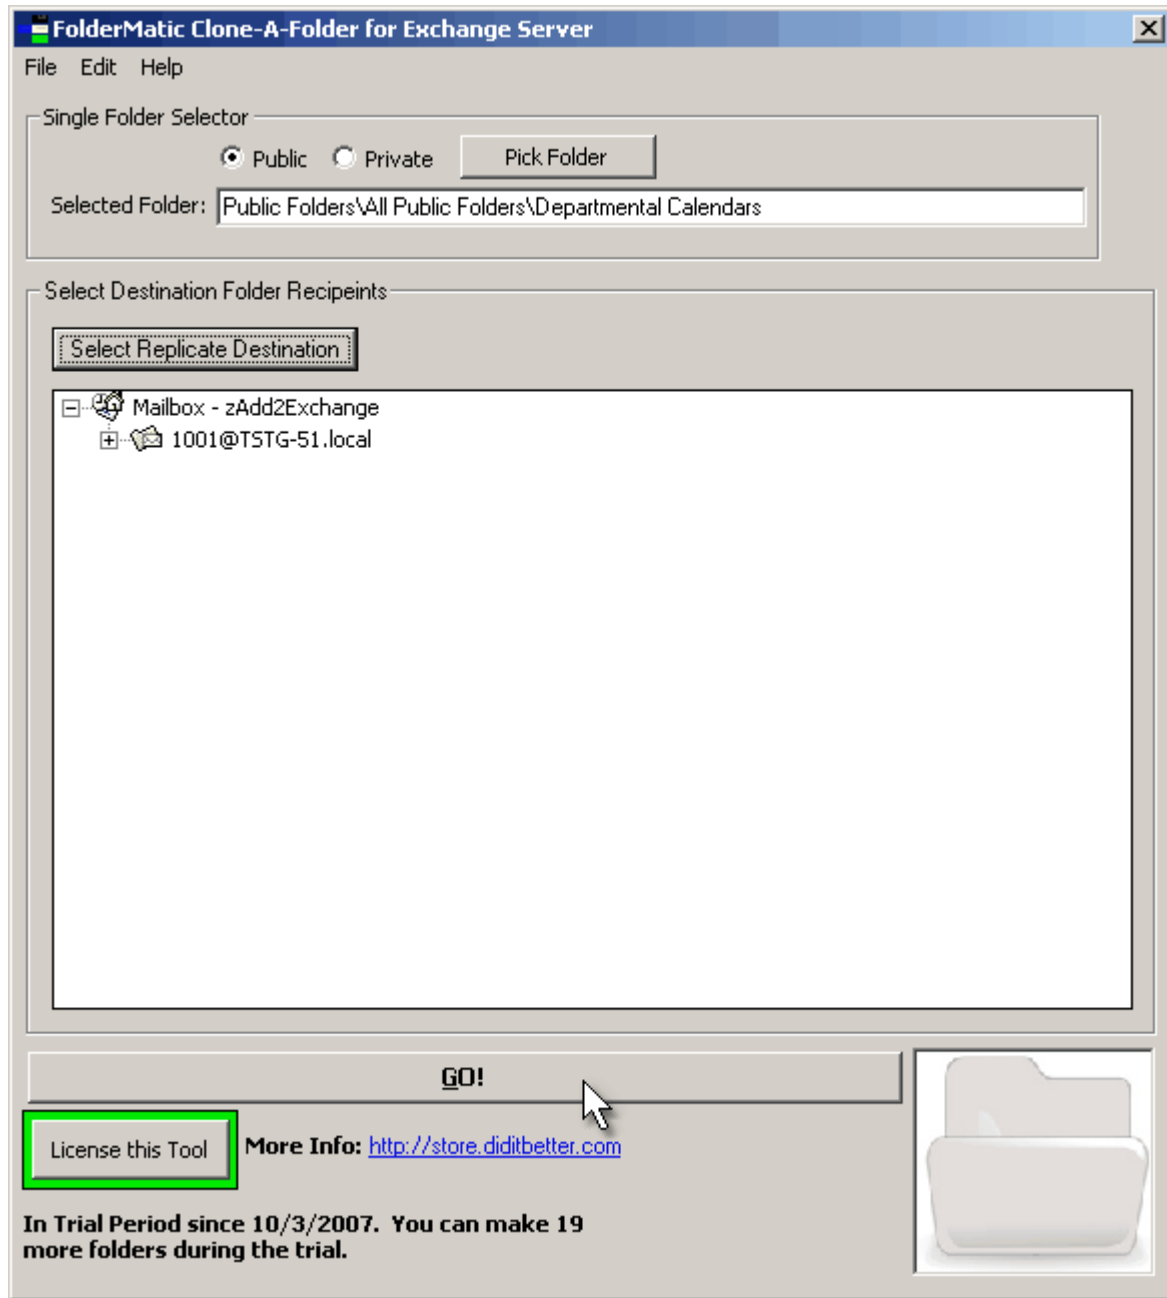 FolderMatic Clone-A-Folder for Exchange Server
File Edit Help
Single Folder Selector
Public Private Pick Folder
Selected Folder: Public Folders\All Public Folders\Departmental Calendars
Select Destination Folder Recipeints
Select Replicate Destination
Mailbox - zAdd2Exchange
1001@TSTG-51.local
GO!
License this Tool More Info: http://store.diditbetter.com
In Trial Period since 10/3/2007. You can make 19
more folders during the trial.